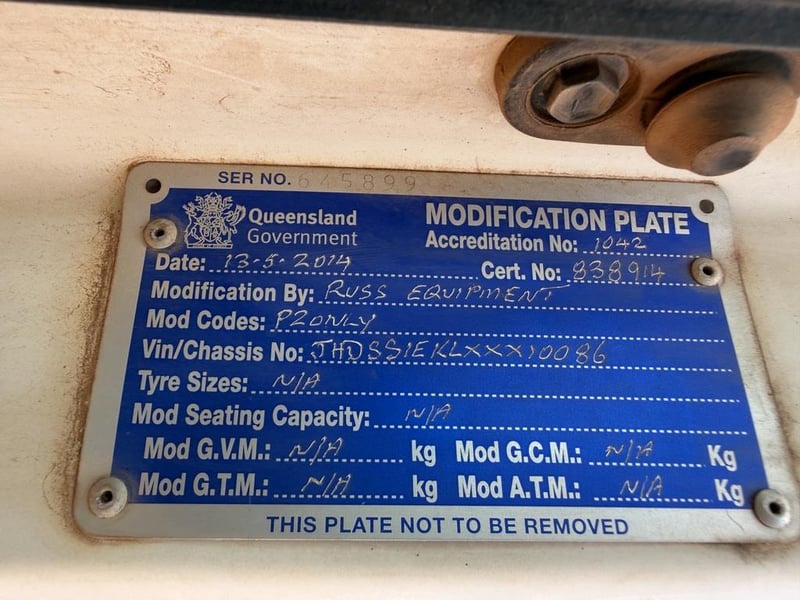 SER NO. 645899
Queensland Government
MODIFICATION PLATE
Accreditation No: 1042
Date: 13-5-2014 Cert. No: 838914
Modification By: RUSS EQUIPMENT
Mod Codes: P2ONLY
Vin/Chassis No: JHDSS1EKLXXX10086
Tyre Sizes: N/A
Mod Seating Capacity: N/A
Mod G.V.M.: N/A kg Mod G.C.M.: N/A Kg
Mod G.T.M.: N/A kg Mod A.T.M.: N/A Kg
THIS PLATE NOT TO BE REMOVED